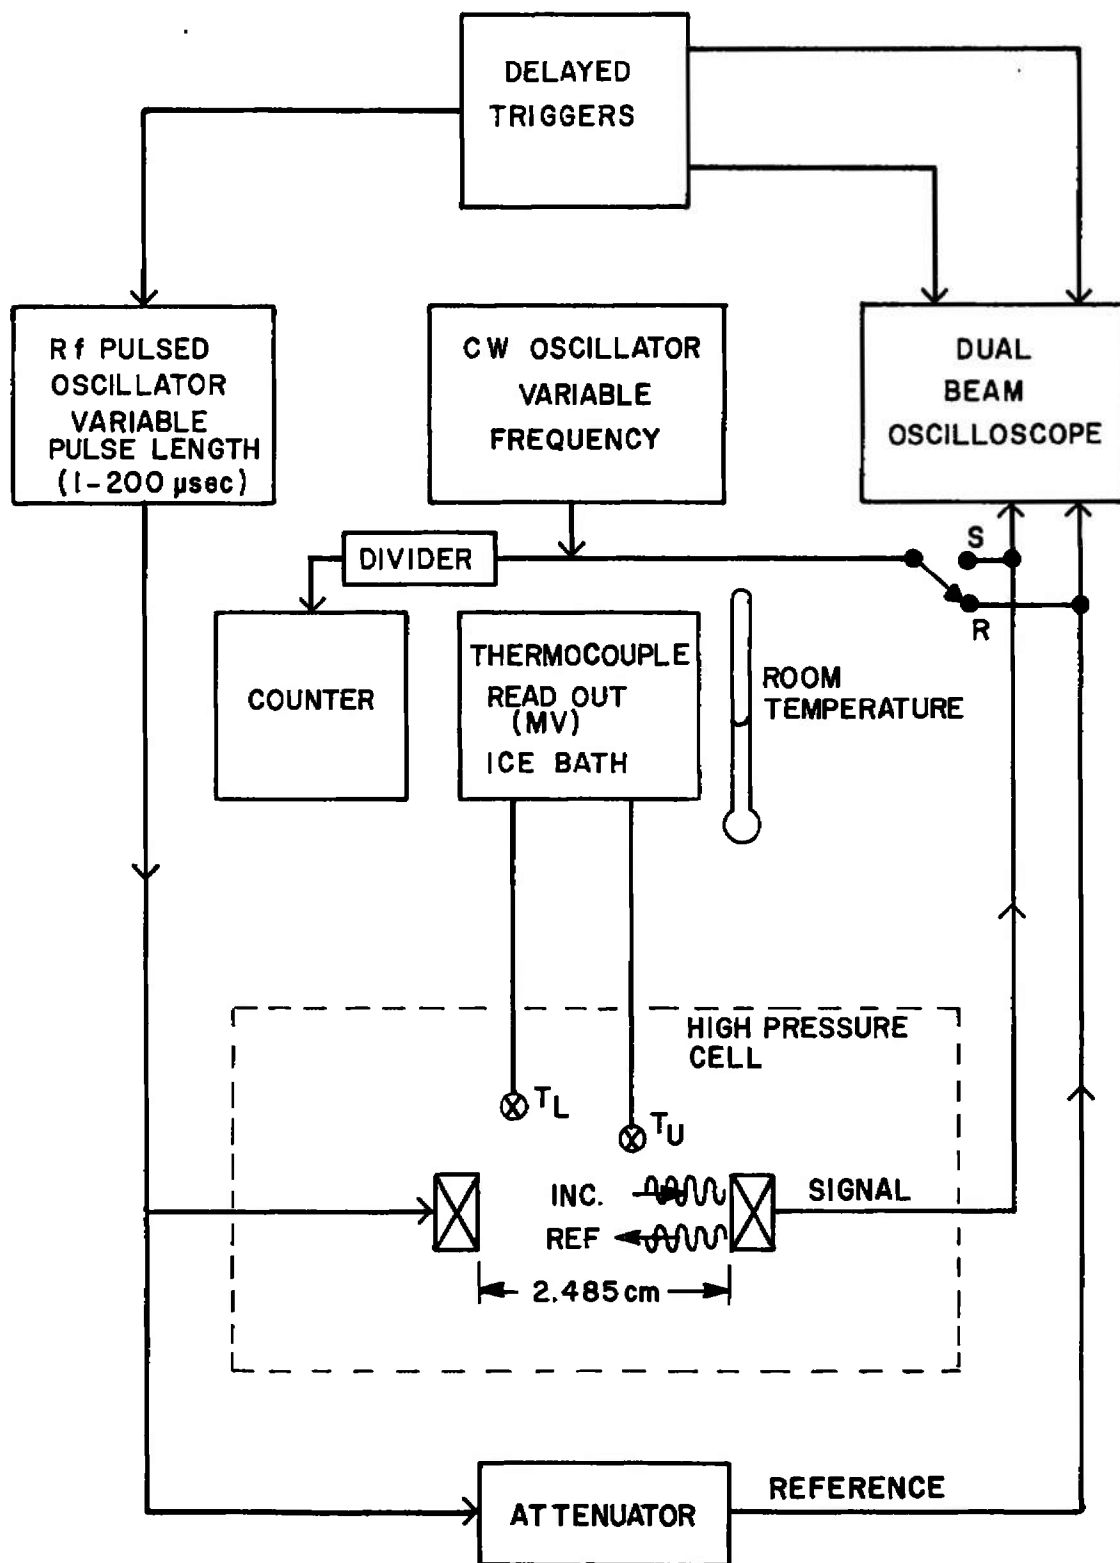 DELAYED
TRIGGERS
Rf PULSED
OSCILLATOR
VARIABLE
PULSE LENGTH
(1-200 µsec)
CW OSCILLATOR
VARIABLE
FREQUENCY
DUAL
BEAM
OSCILLOSCOPE
S
R
DIVIDER
COUNTER
THERMOCOUPLE
READ OUT
(MV)
ICE BATH
ROOM
TEMPERATURE
HIGH PRESSURE
CELL
TL
TU
INC.
REF
SIGNAL
2.485 cm
ATTENUATOR
REFERENCE